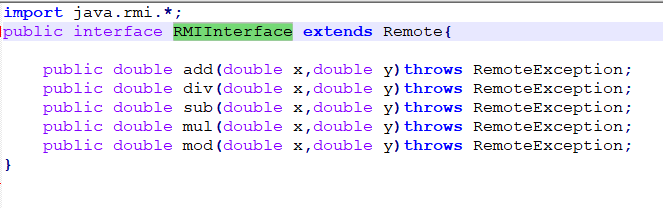 import java.rmi.*;
public interface RMIInterface extends Remote{
public double add(double x,double y)throws RemoteException;
public double div(double x,double y)throws RemoteException;
public double sub(double x,double y)throws RemoteException;
public double mul(double x,double y)throws RemoteException;
public double mod(double x,double y)throws RemoteException;
}